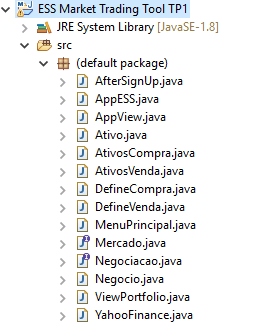 ESS Market Trading Tool TP1
JRE System Library [JavaSE-1.8]
src
(default package)
AfterSignUp.java
AppESS.java
AppView.java
Ativo.java
AtivosCompra.java
AtivosVenda.java
DefineCompra.java
DefineVenda.java
MenuPrincipal.java
Mercado.java
Negociacao.java
Negocio.java
ViewPortfolio.java
YahooFinance.java